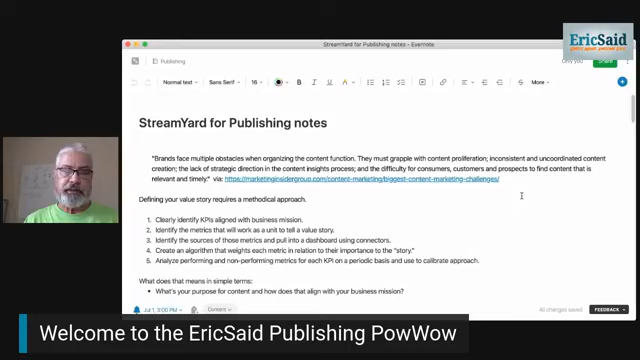 EricSaid
StreamYard for Publishing notes — Evernote
Publishing
Only you
Share
Normal text
Sans Serif
16
B
I
U
A
More
StreamYard for Publishing notes
"Brands face multiple obstacles when organizing the content function. They must grapple with content proliferation; inconsistent and uncoordinated content
creation; the lack of strategic direction in the content insights process; and the difficulty for consumers, customers and prospects to find content that is
relevant and timely." via: https://marketinginsidergroup.com/content-marketing/biggest-content-marketing-challenges/
Defining your value story requires a methodical approach.
1. Clearly identify KPIs aligned with business mission.
2. Identify the metrics that will work as a unit to tell a value story.
3. Identify the sources of those metrics and pull into a dashboard using connectors.
4. Create an algorithm that weights each metric in relation to their importance to the "story."
5. Analyze performing and non-performing metrics for each KPI on a periodic basis and use to calibrate approach.
What does that means in simple terms:
• What's your purpose for content and how does that align with your business mission?
Jul 1, 3:00 PM
Content
All changes saved
FEEDBACK
Welcome to the EricSaid Publishing PowWow